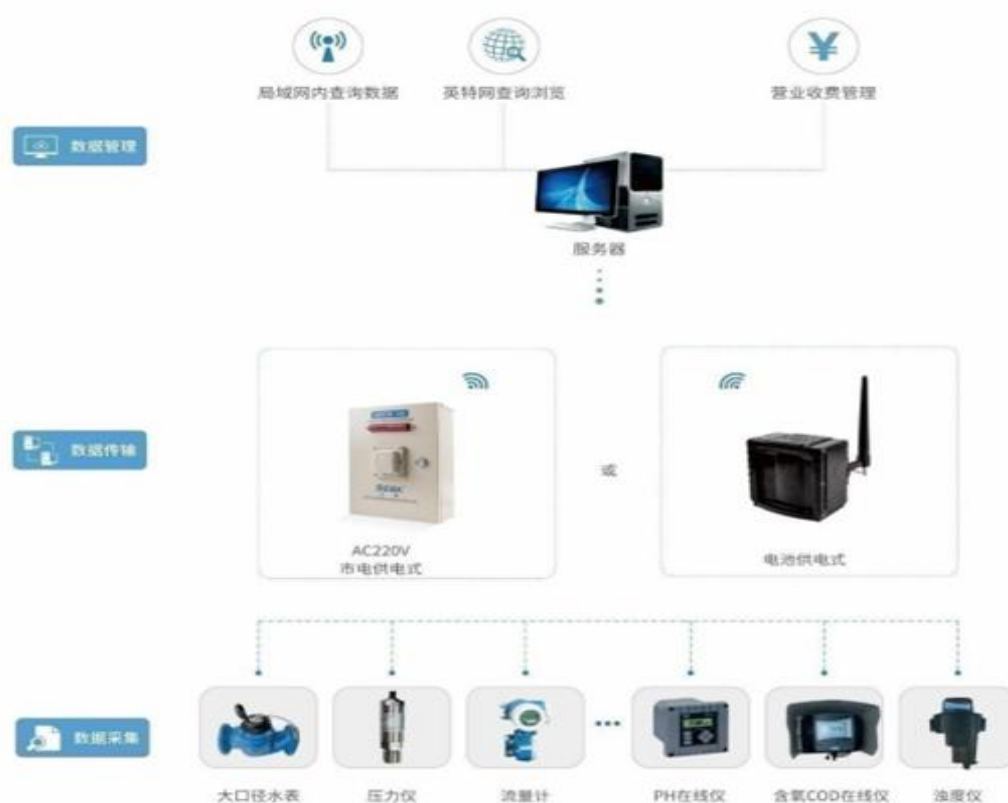 局域网内查询数据
英特网查询浏览
营业收费管理
数据管理
服务器
数据传输
或
AC220V
市电供电式
电池供电式
数据采集
大口径水表
压力仪
流量计
PH在线仪
含氧COD在线仪
浊度仪